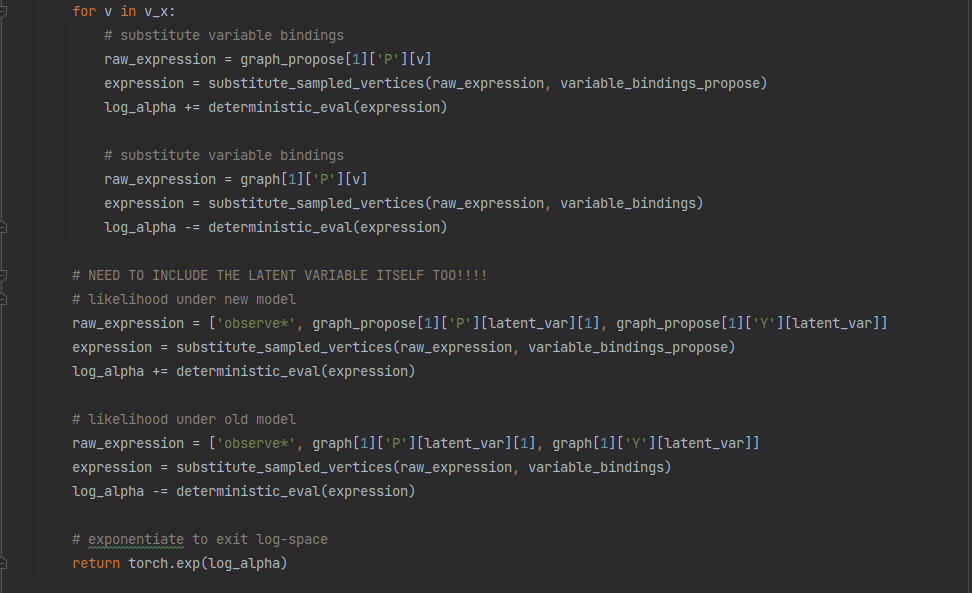 for v in v_x:
# substitute variable bindings
raw_expression = graph_propose[1]['P'][v]
expression = substitute_sampled_vertices(raw_expression, variable_bindings_propose)
log_alpha += deterministic_eval(expression)
# substitute variable bindings
raw_expression = graph[1]['P'][v]
expression = substitute_sampled_vertices(raw_expression, variable_bindings)
log_alpha -= deterministic_eval(expression)
# NEED TO INCLUDE THE LATENT VARIABLE ITSELF TOO!!!!
# likelihood under new model
raw_expression = ['observe*', graph_propose[1]['P'][latent_var][1], graph_propose[1]['Y'][latent_var]]
expression = substitute_sampled_vertices(raw_expression, variable_bindings_propose)
log_alpha += deterministic_eval(expression)
# likelihood under old model
raw_expression = ['observe*', graph[1]['P'][latent_var][1], graph[1]['Y'][latent_var]]
expression = substitute_sampled_vertices(raw_expression, variable_bindings)
log_alpha -= deterministic_eval(expression)
# exponentiate to exit log-space
return torch.exp(log_alpha)